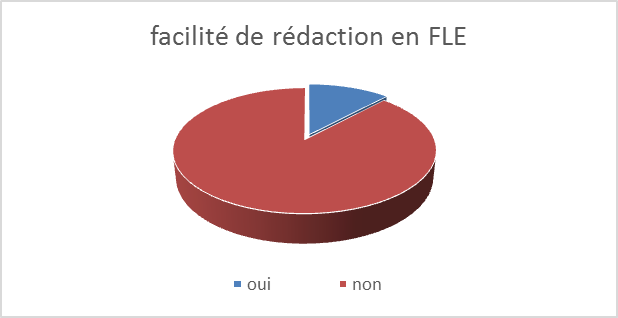 facilité de rédaction en FLE
oui non